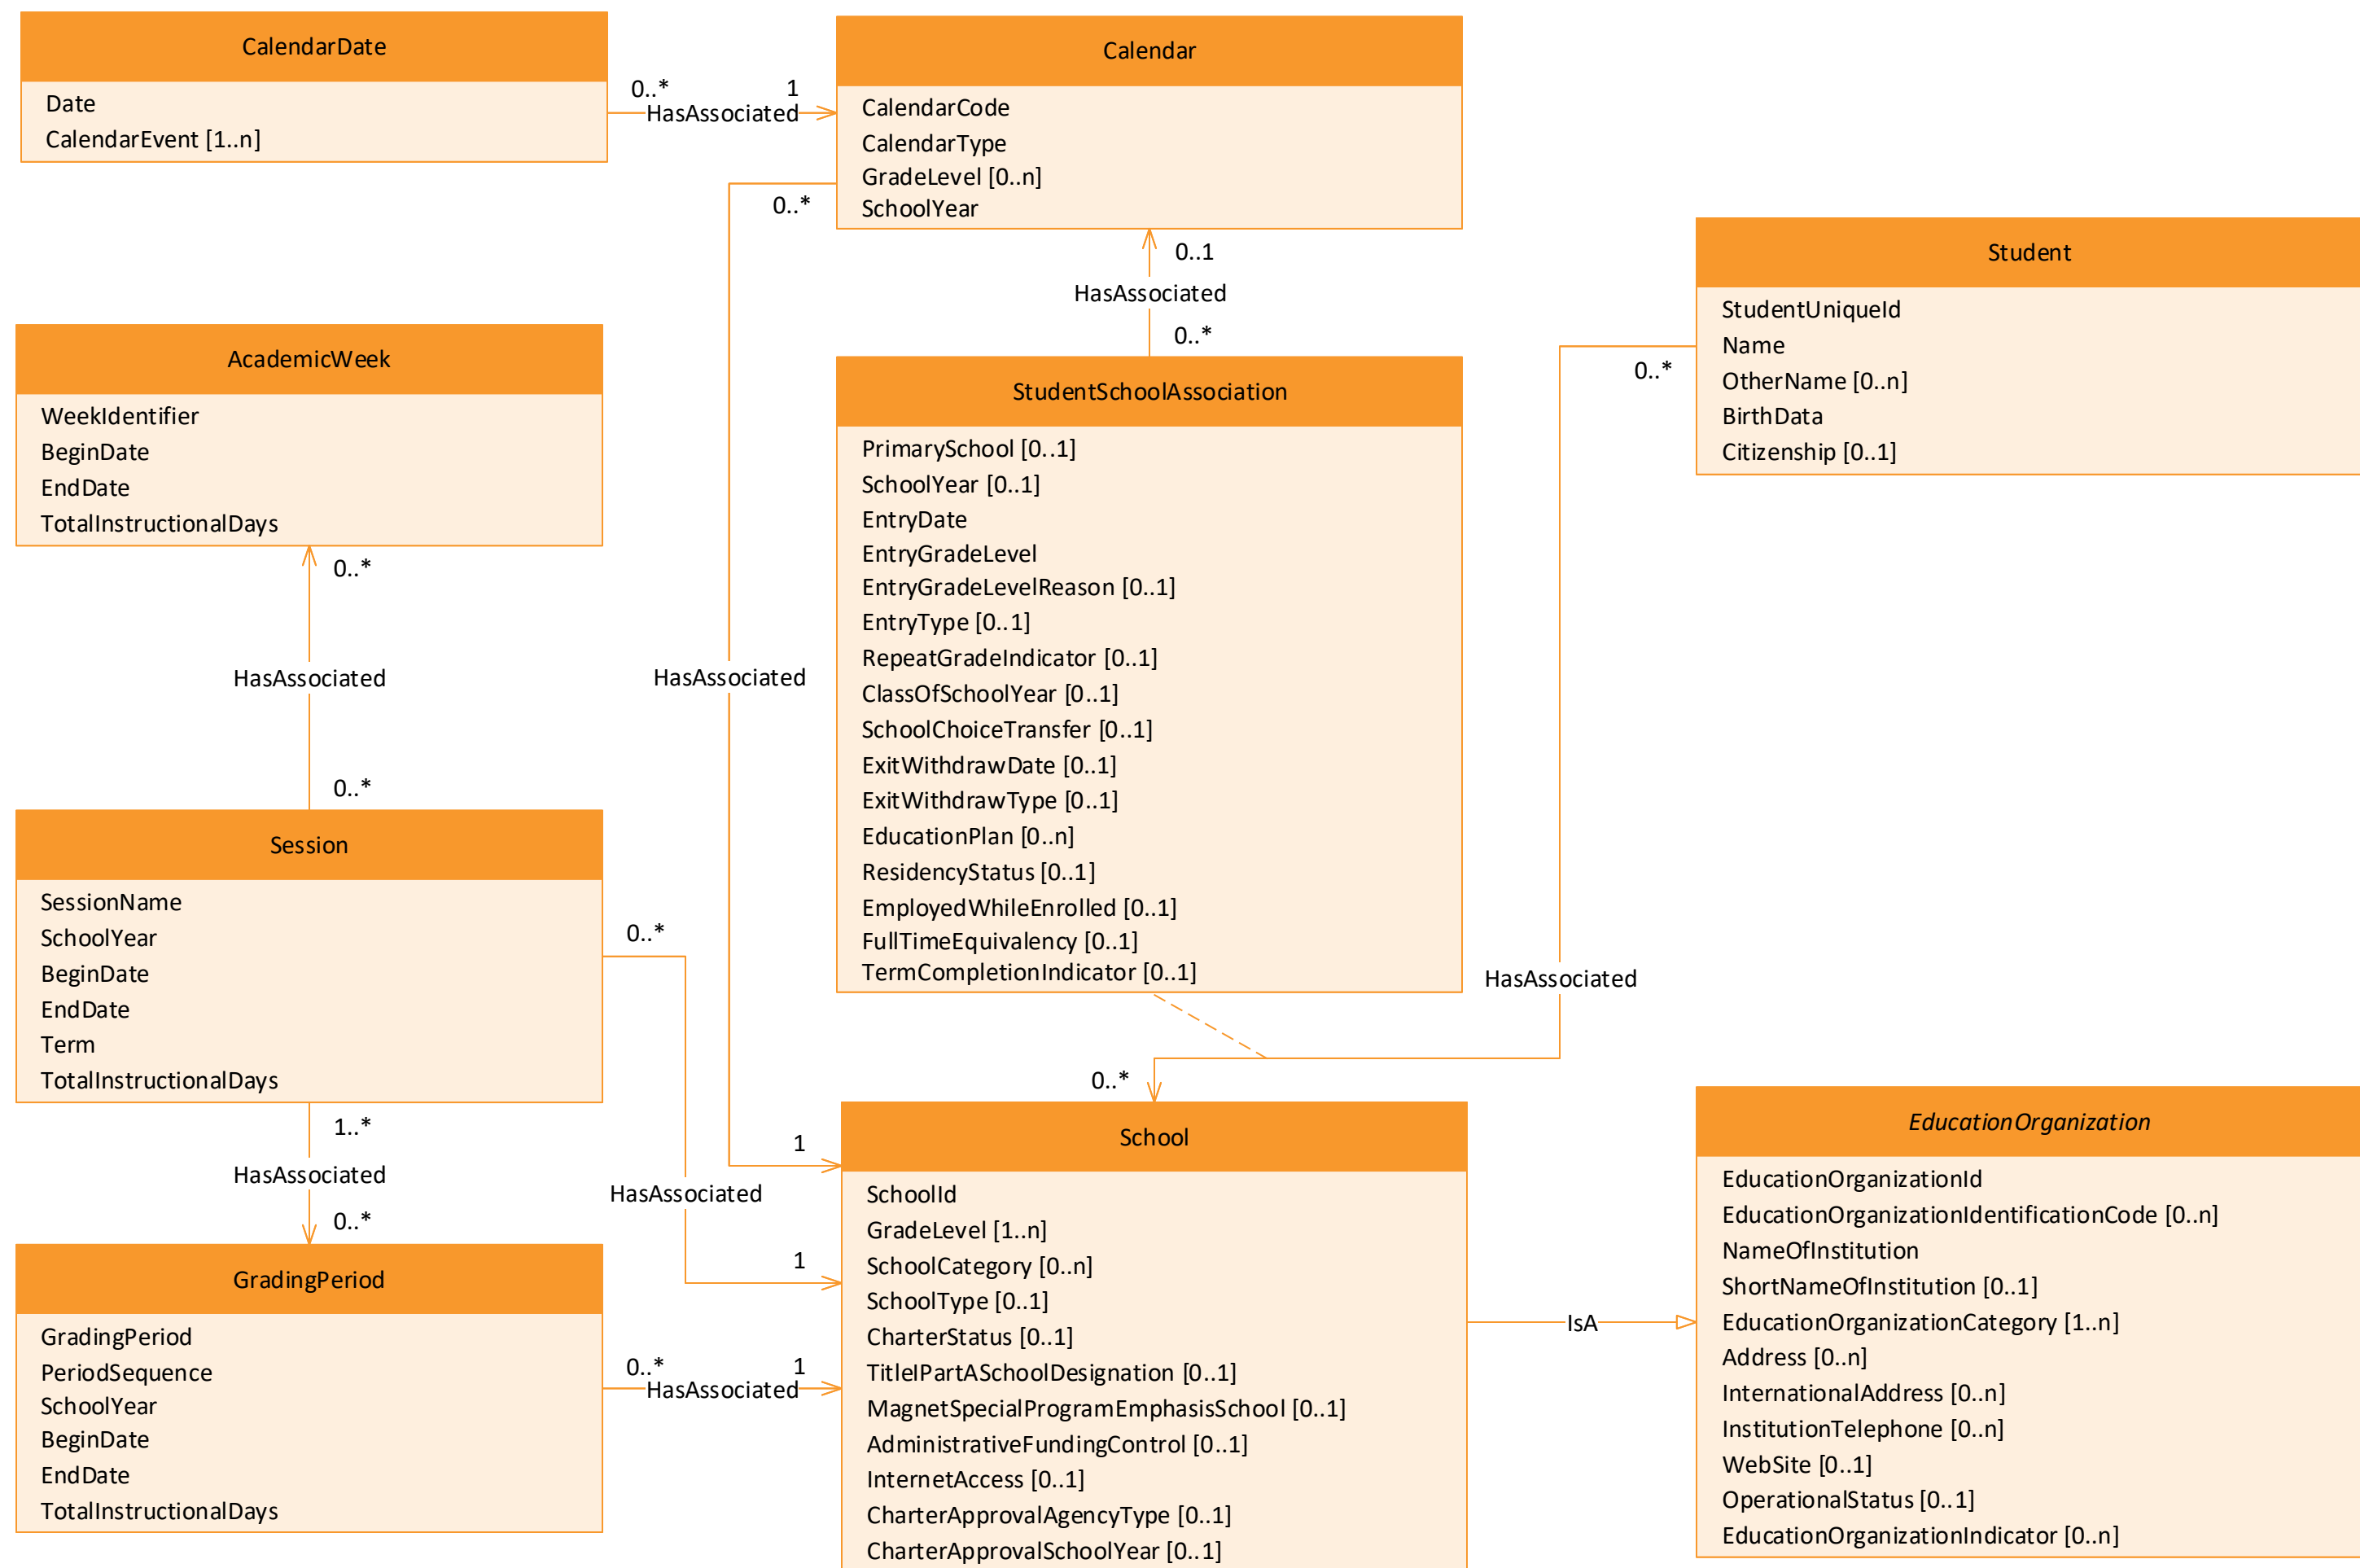 CalendarDate
Date
CalendarEvent [1..n]
0..*
1
HasAssociated
Calendar
CalendarCode
CalendarType
GradeLevel [0..n]
SchoolYear
0..*
0..1
HasAssociated
0..*
Student
StudentUniqueId
Name
OtherName [0..n]
BirthData
Citizenship [0..1]
0..*
AcademicWeek
WeekIdentifier
BeginDate
EndDate
TotalInstructionalDays
0..*
HasAssociated
0..*
HasAssociated
StudentSchoolAssociation
PrimarySchool [0..1]
SchoolYear [0..1]
EntryDate
EntryGradeLevel
EntryGradeLevelReason [0..1]
EntryType [0..1]
RepeatGradeIndicator [0..1]
ClassOfSchoolYear [0..1]
SchoolChoiceTransfer [0..1]
ExitWithdrawDate [0..1]
ExitWithdrawType [0..1]
EducationPlan [0..n]
ResidencyStatus [0..1]
EmployedWhileEnrolled [0..1]
FullTimeEquivalency [0..1]
TermCompletionIndicator [0..1]
HasAssociated
0..*
Session
SessionName
SchoolYear
BeginDate
EndDate
Term
TotalInstructionalDays
0..*
1..*
HasAssociated
0..*
HasAssociated
1
1
GradingPeriod
GradingPeriod
PeriodSequence
SchoolYear
BeginDate
EndDate
TotalInstructionalDays
0..*
1
HasAssociated
School
SchoolId
GradeLevel [1..n]
SchoolCategory [0..n]
SchoolType [0..1]
CharterStatus [0..1]
TitleIPartASchoolDesignation [0..1]
MagnetSpecialProgramEmphasisSchool [0..1]
AdministrativeFundingControl [0..1]
InternetAccess [0..1]
CharterApprovalAgencyType [0..1]
CharterApprovalSchoolYear [0..1]
IsA
EducationOrganization
EducationOrganizationId
EducationOrganizationIdentificationCode [0..n]
NameOfInstitution
ShortNameOfInstitution [0..1]
EducationOrganizationCategory [1..n]
Address [0..n]
InternationalAddress [0..n]
InstitutionTelephone [0..n]
WebSite [0..1]
OperationalStatus [0..1]
EducationOrganizationIndicator [0..n]